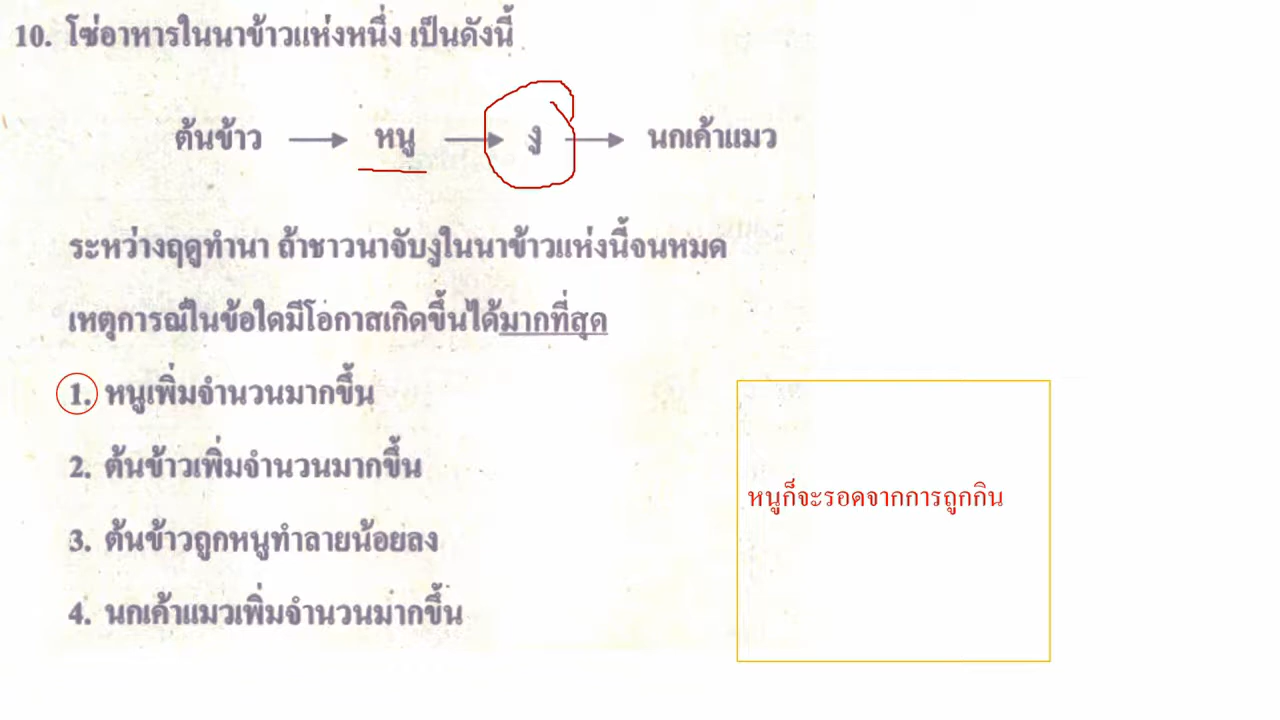 10. โซ่อาหารในนาข้าวแห่งหนึ่ง เป็นดังนี้
ต้นข้าว → หนู → งู → นกเค้าแมว
ระหว่างฤดูทำนา ถ้าชาวนาจับงูในนาข้าวแห่งนี้จนหมด
เหตุการณ์ในข้อใดมีโอกาสเกิดขึ้นได้มากที่สุด
1. หนูเพิ่มจำนวนมากขึ้น
2. ต้นข้าวเพิ่มจำนวนมากขึ้น
3. ต้นข้าวถูกหนูทำลายน้อยลง
4. นกเค้าแมวเพิ่มจำนวนมากขึ้น
หนูก็จะรอดจากการถูกกิน